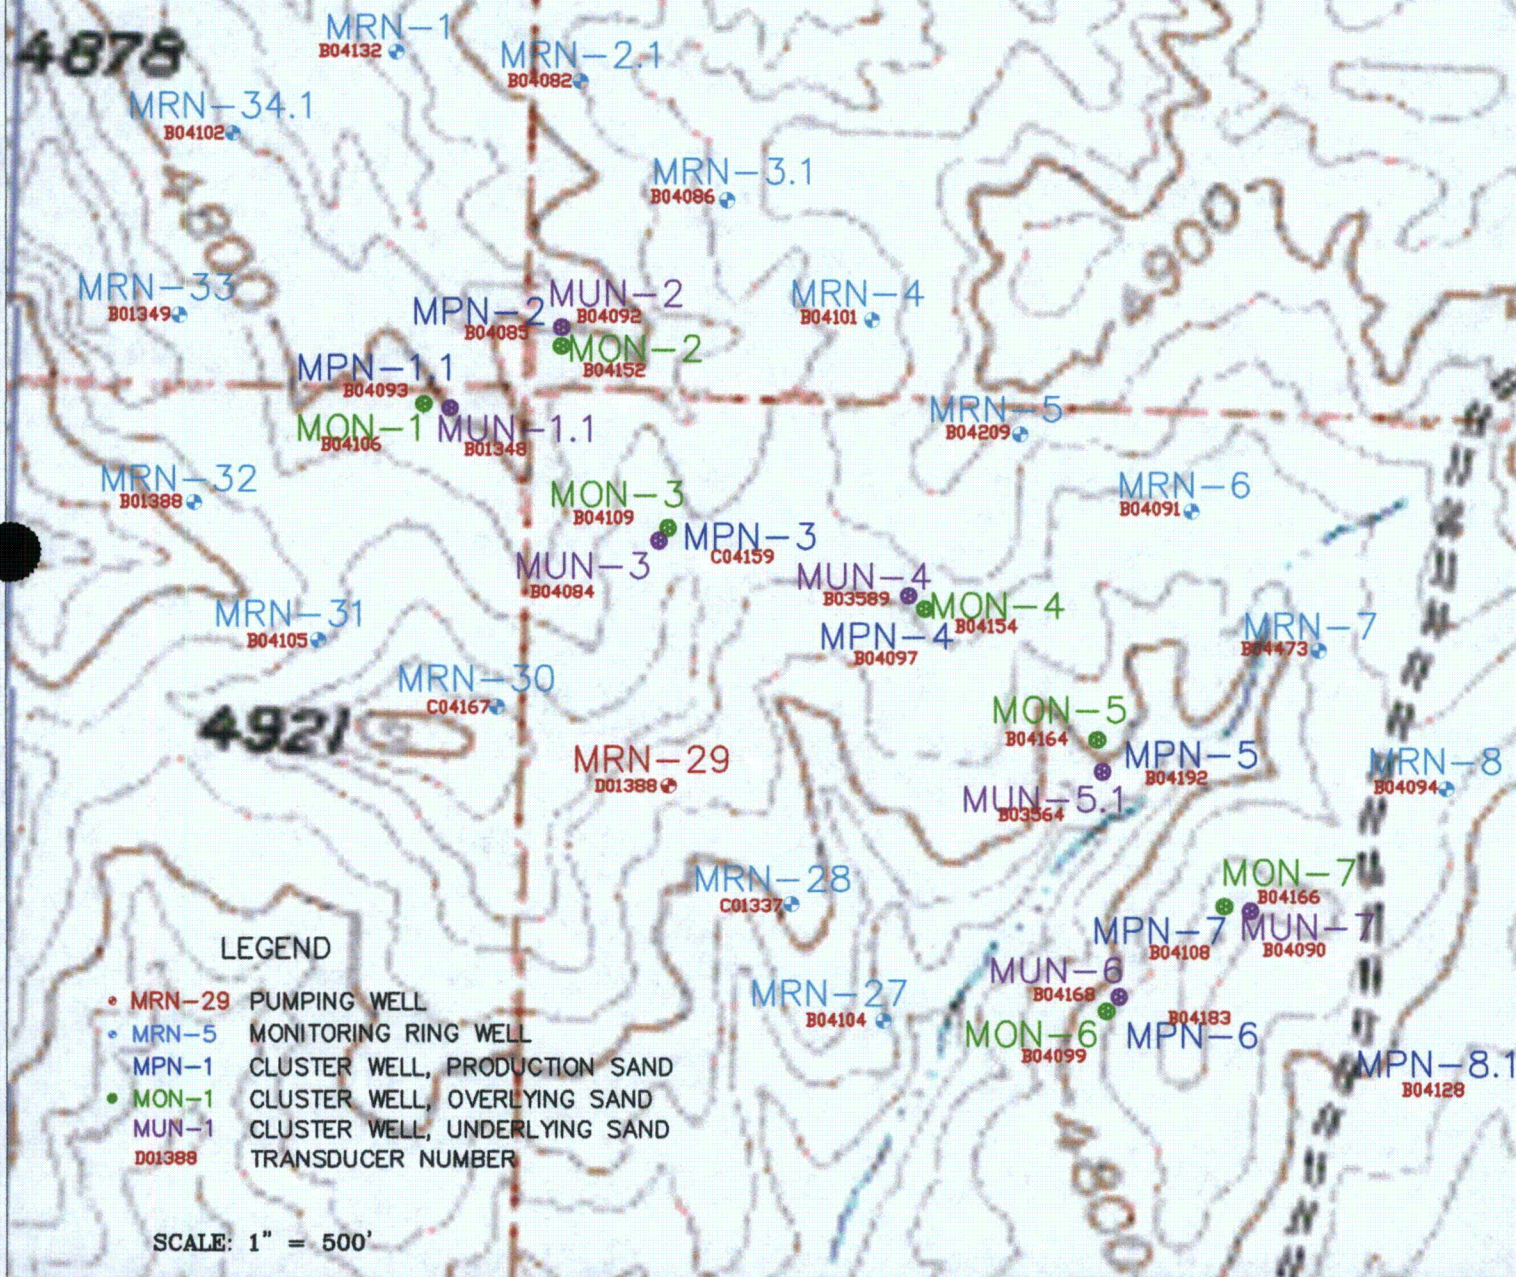 4878
MRN-1
B04132
MRN-2.1
B04082
MRN-34.1
B04102
4800
MRN-3.1
B04086
4900
MRN-33
B01349
MPN-2
B04085
MUN-2
B04092
MON-2
B04152
MRN-4
B04101
MPN-1.1
B04093
MON-1
B04106
MUN-1.1
B01348
MRN-5
B04209
MRN-32
B01388
MON-3
B04109
MPN-3
C04159
MUN-3
B04084
MRN-6
B04091
MUN-4
B03589
MON-4
B04154
MPN-4
B04097
MRN-31
B04105
MRN-7
B04473
MRN-30
C04167
4921
MRN-29
D01388
MON-5
B04164
MPN-5
B04192
MUN-5.1
B03564
MRN-8
B04094
MRN-28
C01337
MON-7
B04166
MPN-7
B04108
MUN-7
B04090
MRN-27
B04104
MUN-6
B04168
MON-6
B04099
B04183
MPN-6
MPN-8.1
B04128
4800
LEGEND
MRN-29 PUMPING WELL
MRN-5 MONITORING RING WELL
MPN-1 CLUSTER WELL, PRODUCTION SAND
MON-1 CLUSTER WELL, OVERLYING SAND
MUN-1 CLUSTER WELL, UNDERLYING SAND
D01388 TRANSDUCER NUMBER
SCALE: 1" = 500'